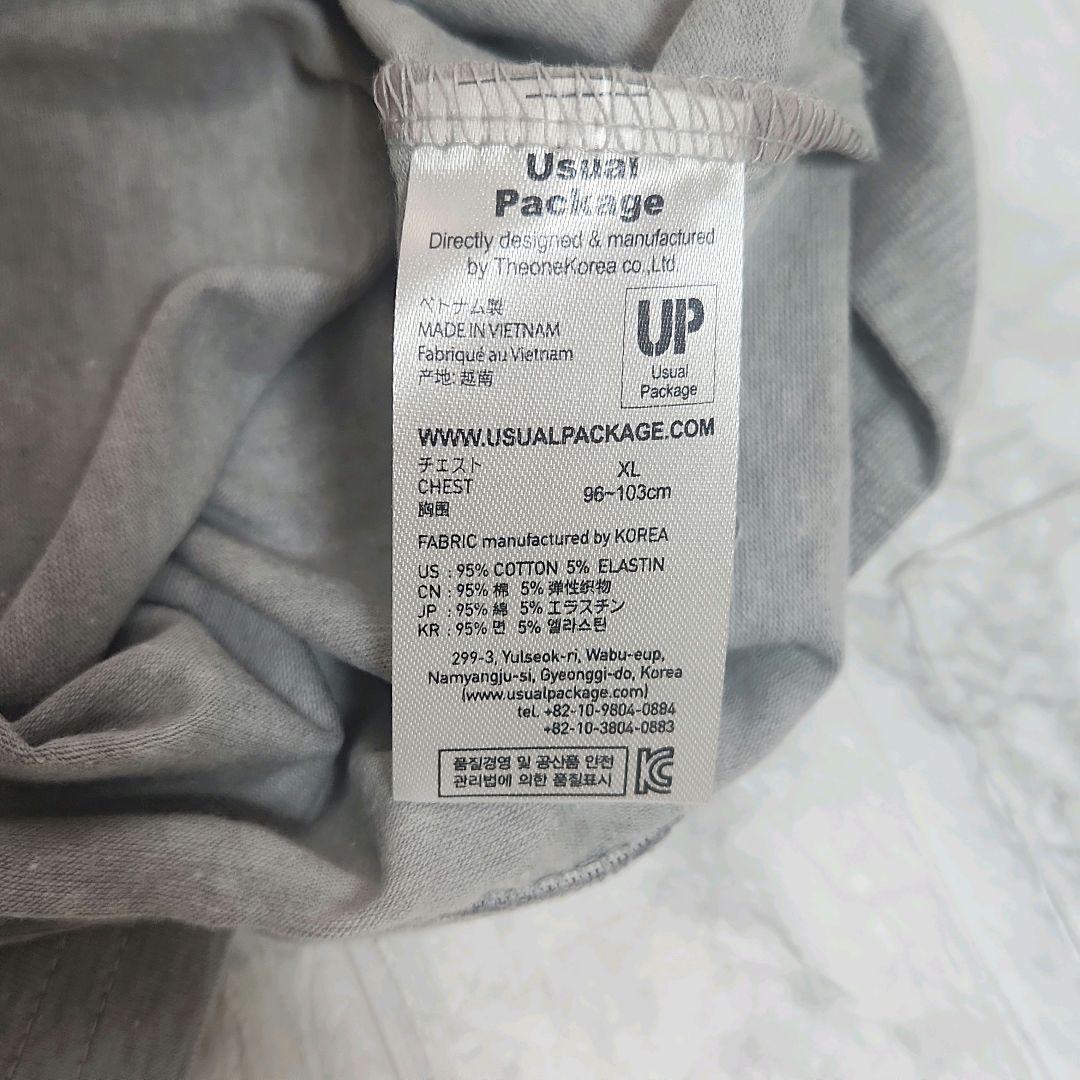 Usual
Package
Directly designed & manufactured
by TheoneKorea co.,Ltd
ベトナム製
MADE IN VIETNAM
Fabriqué au Vietnam
产地: 越南
UP
Usual
Package
WWW.USUALPACKAGE.COM
チェスト
CHEST
胸围
XL
96~103cm
FABRIC manufactured by KOREA
US : 95% COTTON 5% ELASTIN
CN : 95% 棉 5% 弹性织物
JP : 95% 綿 5% エラスチン
KR : 95% 면 5% 엘라스틴
299-3, Yulseok-ri, Wabu-eup,
Namyangju-si, Gyeonggi-do, Korea
(www.usualpackage.com)
tel. +82-10-9804-0884
+82-10-3804-0883
품질경영 및 공산품 안전
관리법에 의한 품질표시
KC